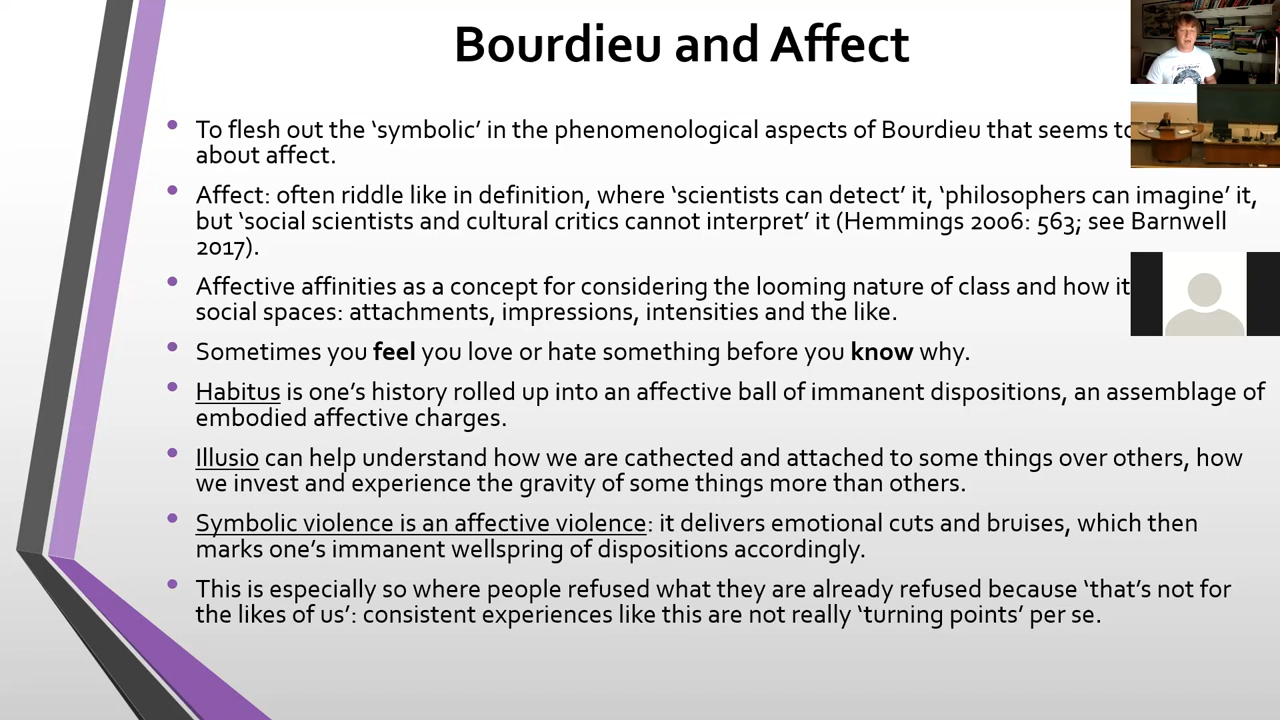 Bourdieu and Affect
• To flesh out the ‘symbolic’ in the phenomenological aspects of Bourdieu that seems to
about affect.
• Affect: often riddle like in definition, where ‘scientists can detect’ it, ‘philosophers can imagine’ it,
but ‘social scientists and cultural critics cannot interpret’ it (Hemmings 2006: 563; see Barnwell
2017).
• Affective affinities as a concept for considering the looming nature of class and how it
social spaces: attachments, impressions, intensities and the like.
• Sometimes you feel you love or hate something before you know why.
• Habitus is one’s history rolled up into an affective ball of immanent dispositions, an assemblage of
embodied affective charges.
• Illusio can help understand how we are cathected and attached to some things over others, how
we invest and experience the gravity of some things more than others.
• Symbolic violence is an affective violence: it delivers emotional cuts and bruises, which then
marks one’s immanent wellspring of dispositions accordingly.
• This is especially so where people refused what they are already refused because ‘that’s not for
the likes of us’: consistent experiences like this are not really ‘turning points’ per se.